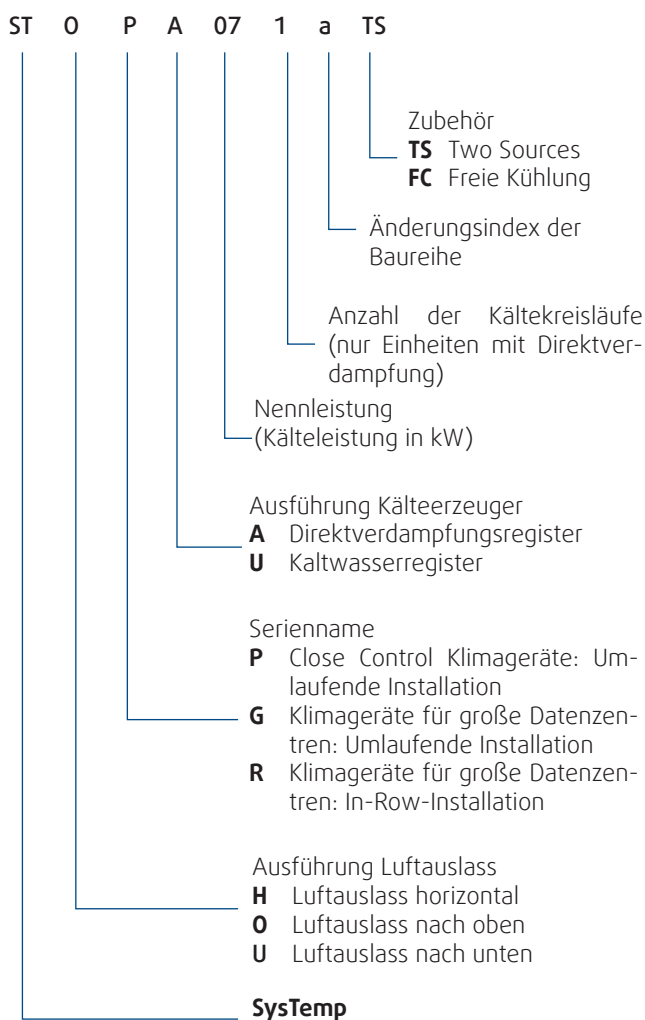 ST O P A 07 1 a TS
Zubehör
TS Two Sources
FC Freie Kühlung
Änderungsindex der
Baureihe
Anzahl der Kältekreisläufe
(nur Einheiten mit Direktver-
dampfung)
Nennleistung
(Kälteleistung in kW)
Ausführung Kälteerzeuger
A Direktverdampfungsregister
U Kaltwasserregister
Serienname
P Close Control Klimageräte: Um-
laufende Installation
G Klimageräte für große Datenzen-
tren: Umlaufende Installation
R Klimageräte für große Datenzen-
tren: In-Row-Installation
Ausführung Luftauslass
H Luftauslass horizontal
O Luftauslass nach oben
U Luftauslass nach unten
SysTemp